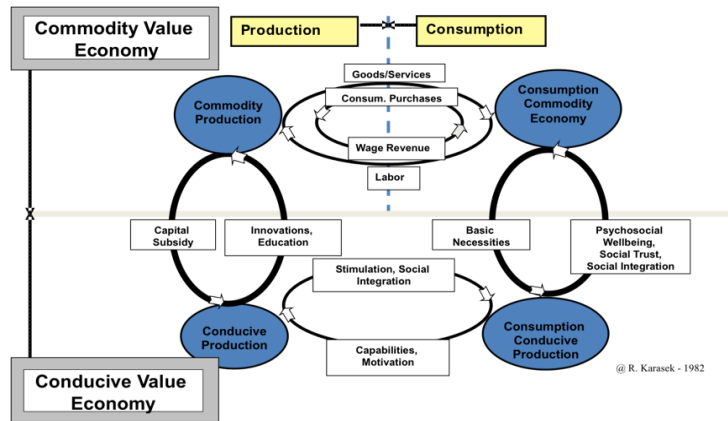 Commodity Value
Economy
Production
Consumption
Goods/Services
Consum. Purchases
Commodity
Production
Consumption
Commodity
Economy
Wage Revenue
Labor
Capital
Subsidy
Innovations,
Education
Basic
Necessities
Psychosocial
Wellbeing,
Social Trust,
Social Integration
Stimulation, Social
Integration
Conducive
Production
Consumption
Conducive
Production
Capabilities,
Motivation
@ R. Karasek - 1982
Conducive Value
Economy